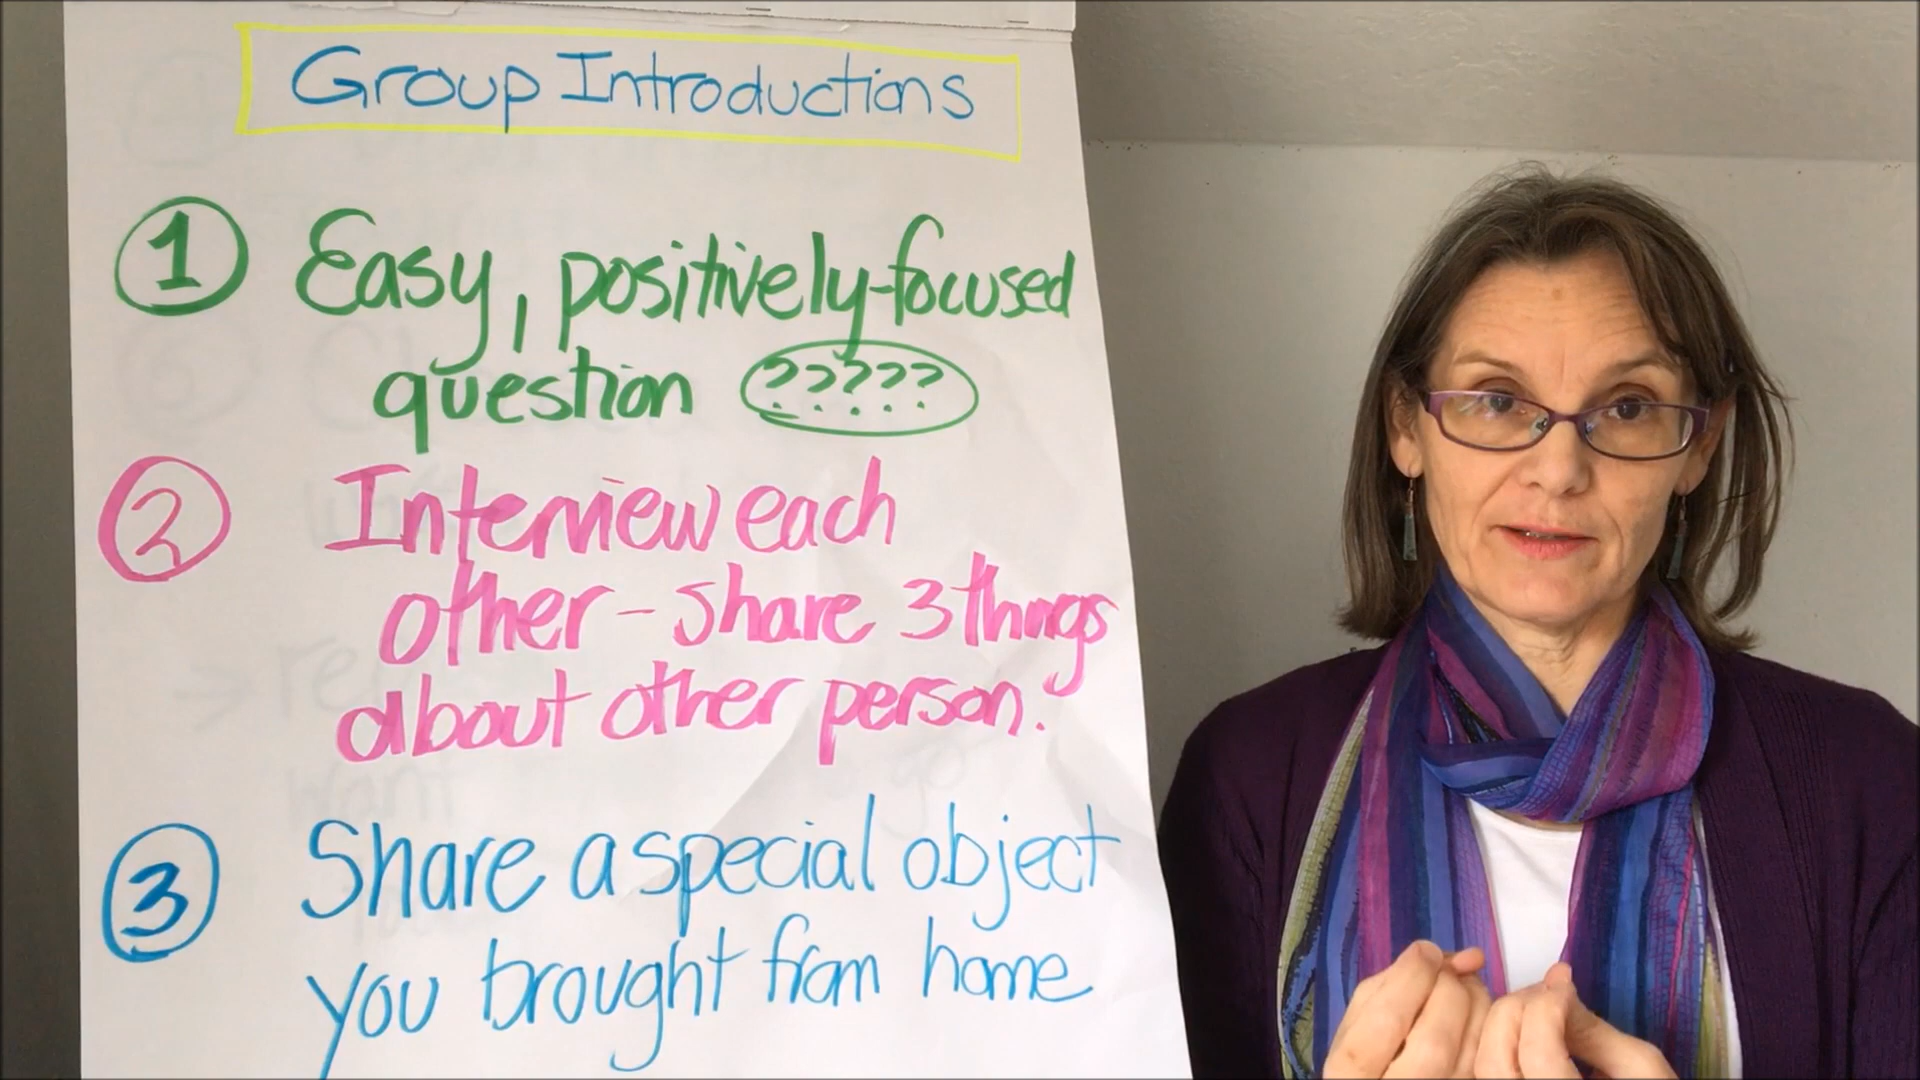 Group Introductions
1 Easy, positively-focused
question ?????
2 Interview each
other - share 3 things
about other person.
3 Share a special object
you brought from home